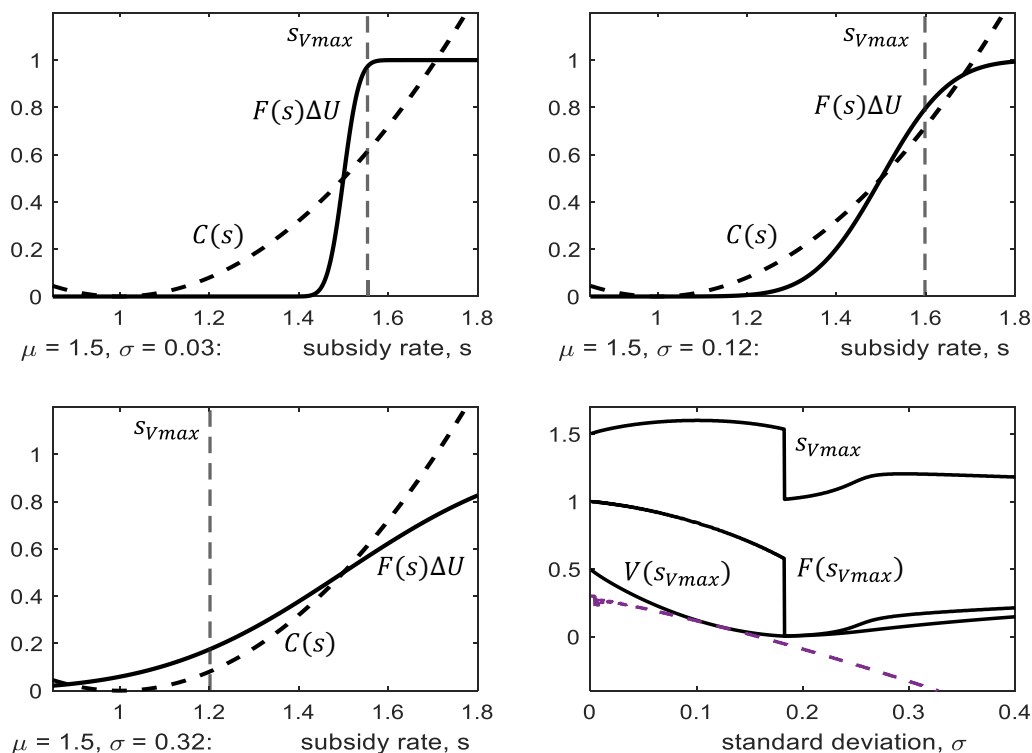 s_Vmax
1
F(s)ΔU
0.8
0.6
0.4
C(s)
0.2
0
1 1.2 1.4 1.6 1.8
μ = 1.5, σ = 0.03: subsidy rate, s
s_Vmax
1
F(s)ΔU
0.8
0.6
0.4
C(s)
0.2
0
1 1.2 1.4 1.6 1.8
μ = 1.5, σ = 0.12: subsidy rate, s
s_Vmax
1
0.8
0.6
F(s)ΔU
0.4
C(s)
0.2
0
1 1.2 1.4 1.6 1.8
μ = 1.5, σ = 0.32: subsidy rate, s
1.5
s_Vmax
1
0.5
V(s_Vmax) F(s_Vmax)
0
0 0.1 0.2 0.3 0.4
standard deviation, σ